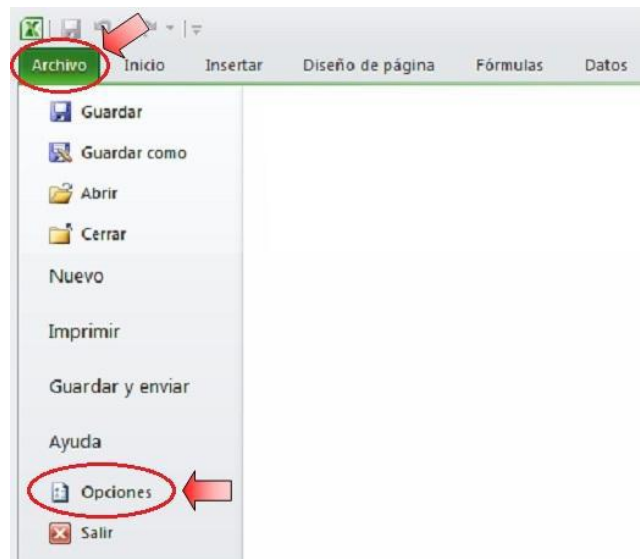 Archivo Inicio Insertar Diseño de página Fórmulas Datos
Guardar
Guardar como
Abrir
Cerrar
Nuevo
Imprimir
Guardar y enviar
Ayuda
Opciones
Salir